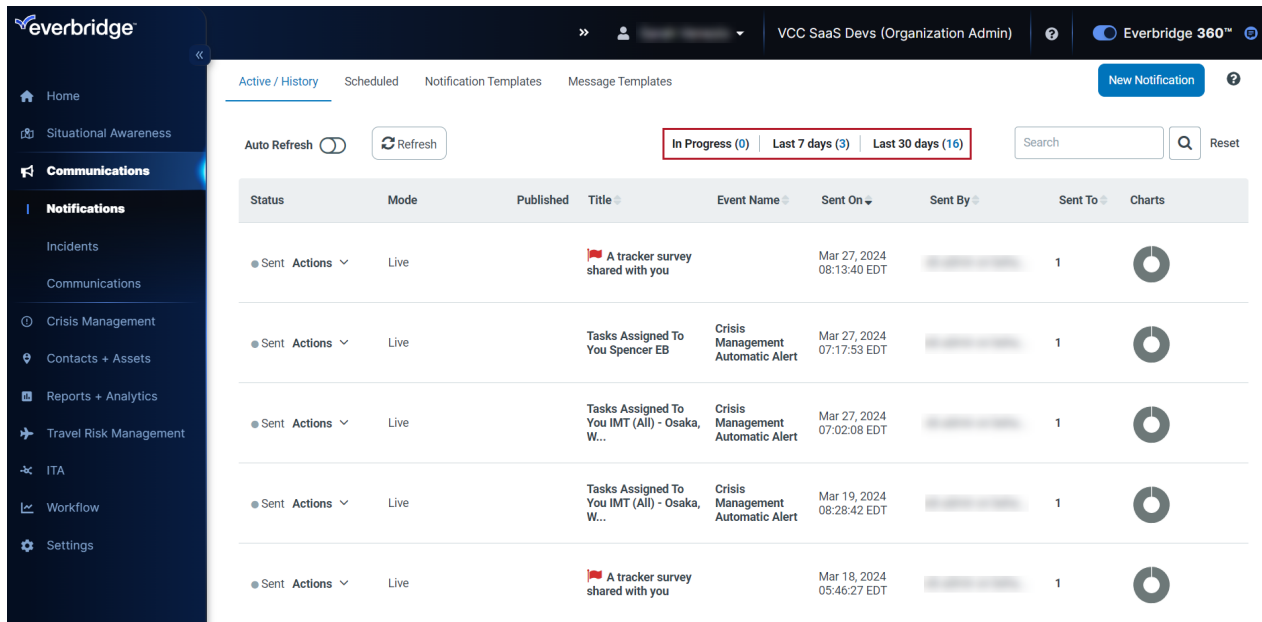 everbridge™
»
VCC SaaS Devs (Organization Admin)
Everbridge 360™
«
Home
Situational Awareness
Communications
Notifications
Incidents
Communications
Crisis Management
Contacts + Assets
Reports + Analytics
Travel Risk Management
ITA
Workflow
Settings
Active / History Scheduled Notification Templates Message Templates
New Notification
Auto Refresh Refresh In Progress (0) Last 7 days (3) Last 30 days (16) Search Reset
Status Mode Published Title Event Name Sent On Sent By Sent To Charts
Sent Actions Live A tracker survey Mar 27, 2024 1
shared with you 08:13:40 EDT
Crisis
Sent Actions Live Tasks Assigned To Management Mar 27, 2024 1
You Spencer EB Automatic Alert 07:17:53 EDT
Tasks Assigned To Crisis
Sent Actions Live You IMT (All) - Osaka, Management Mar 27, 2024 1
W... Automatic Alert 07:02:08 EDT
Tasks Assigned To Crisis
Sent Actions Live You IMT (All) - Osaka, Management Mar 19, 2024 1
W... Automatic Alert 08:28:42 EDT
Sent Actions Live A tracker survey Mar 18, 2024 1
shared with you 05:46:27 EDT